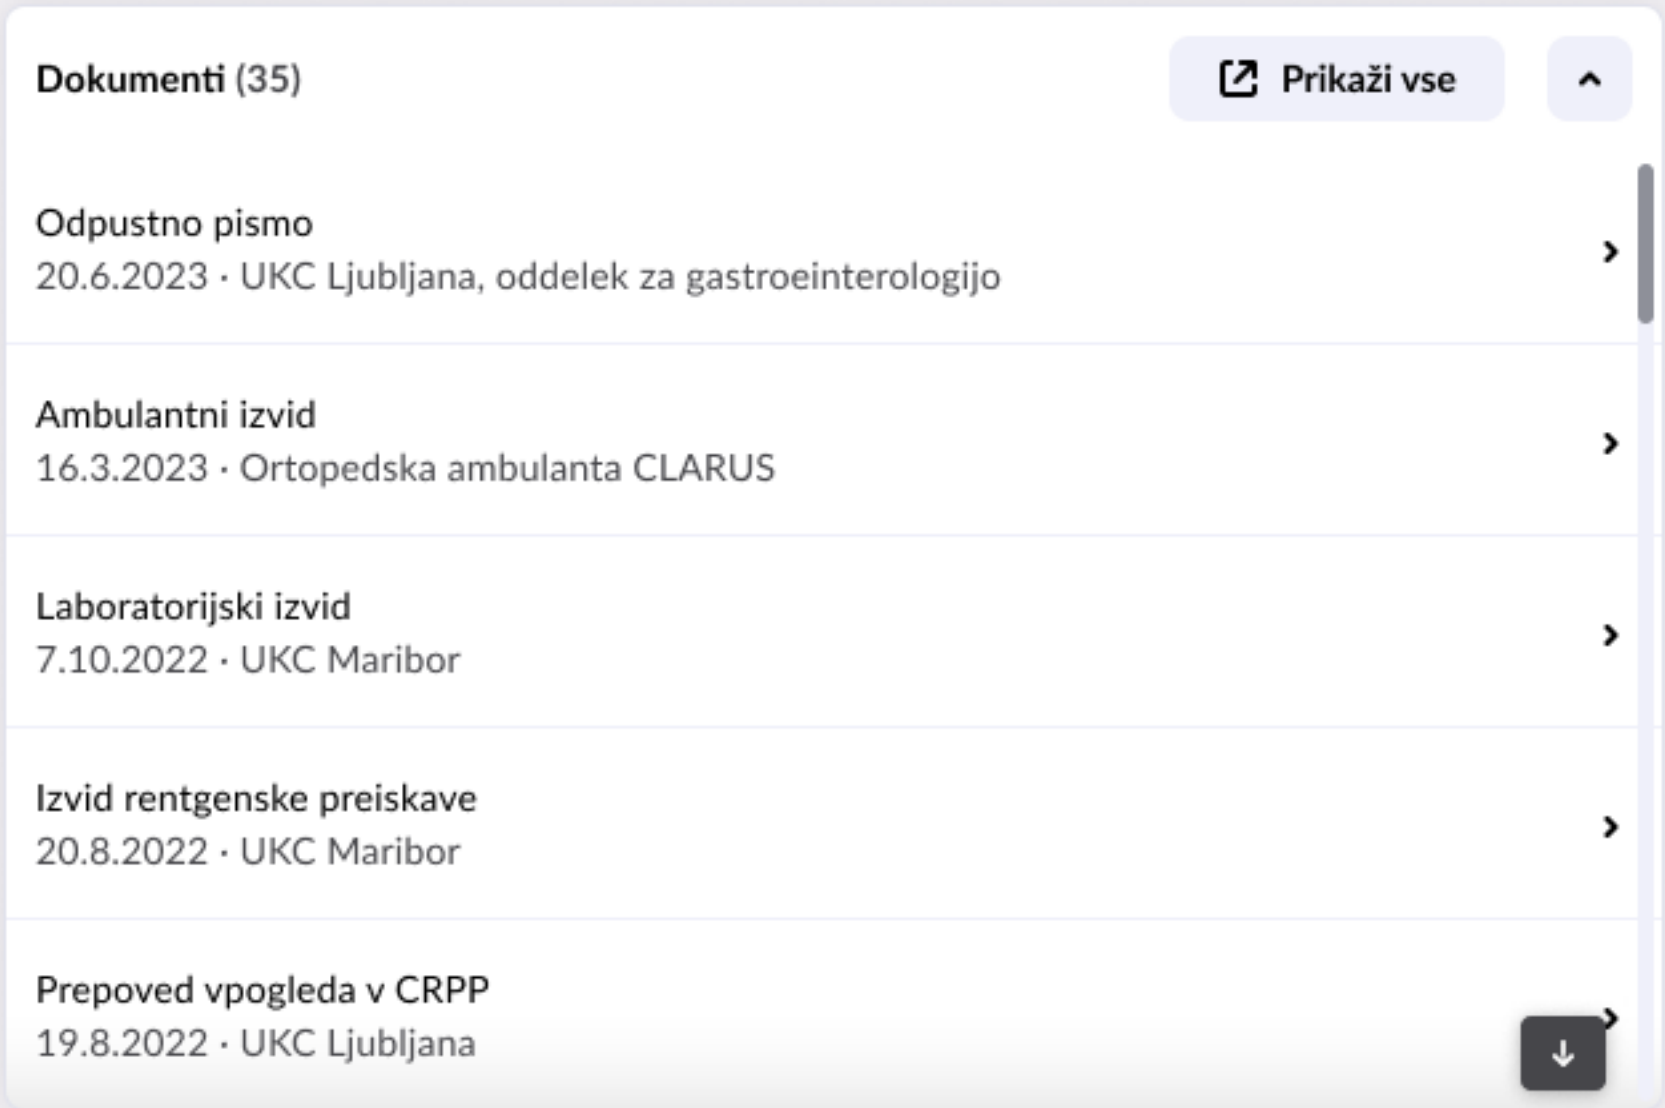 Dokumenti (35)
Prikaži vse
Odpustno pismo
20.6.2023 · UKC Ljubljana, oddelek za gastroeinterologijo
Ambulantni izvid
16.3.2023 · Ortopedska ambulanta CLARUS
Laboratorijski izvid
7.10.2022 · UKC Maribor
Izvid rentgenske preiskave
20.8.2022 · UKC Maribor
Prepoved vpogleda v CRPP
19.8.2022 · UKC Ljubljana